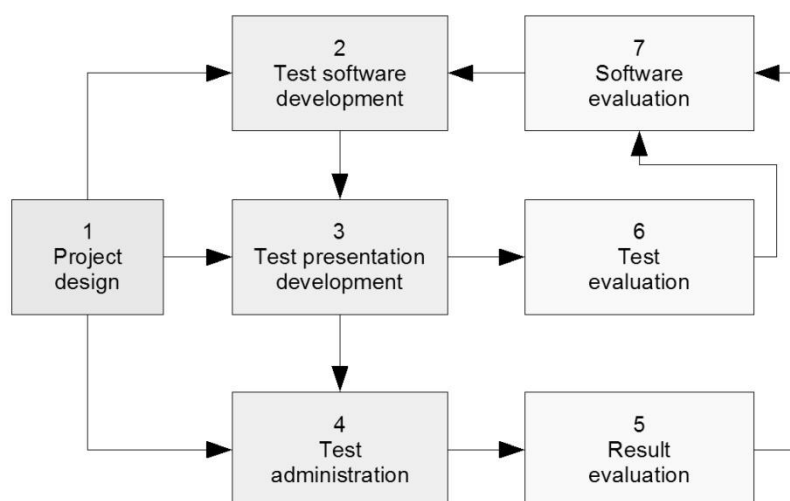 2
Test software
development
7
Software
evaluation
1
Project
design
3
Test presentation
development
6
Test
evaluation
4
Test
administration
5
Result
evaluation